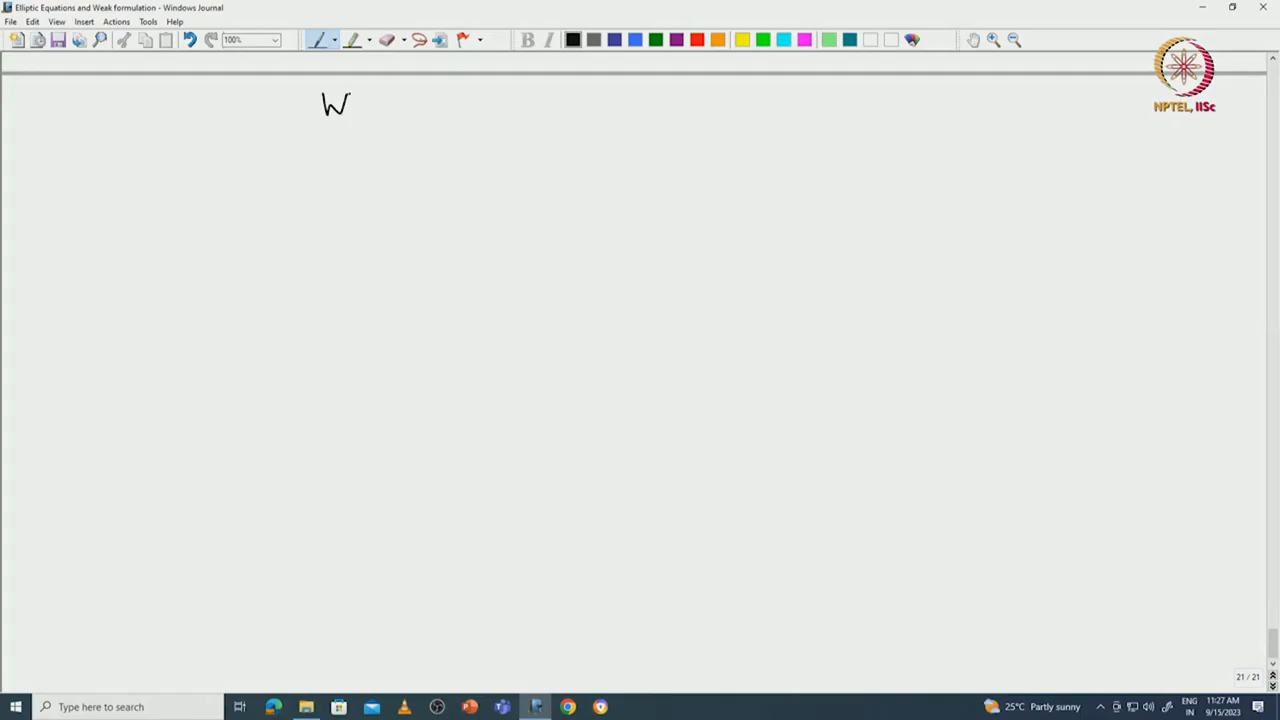 Elliptic Equations and Weak formulation - Windows Journal
File Edit View Insert Actions Tools Help
100%
B I
NPTEL, IISc
W
21 / 21
Type here to search
25°C Partly sunny
ENG
IN
11:27 AM
9/15/2023